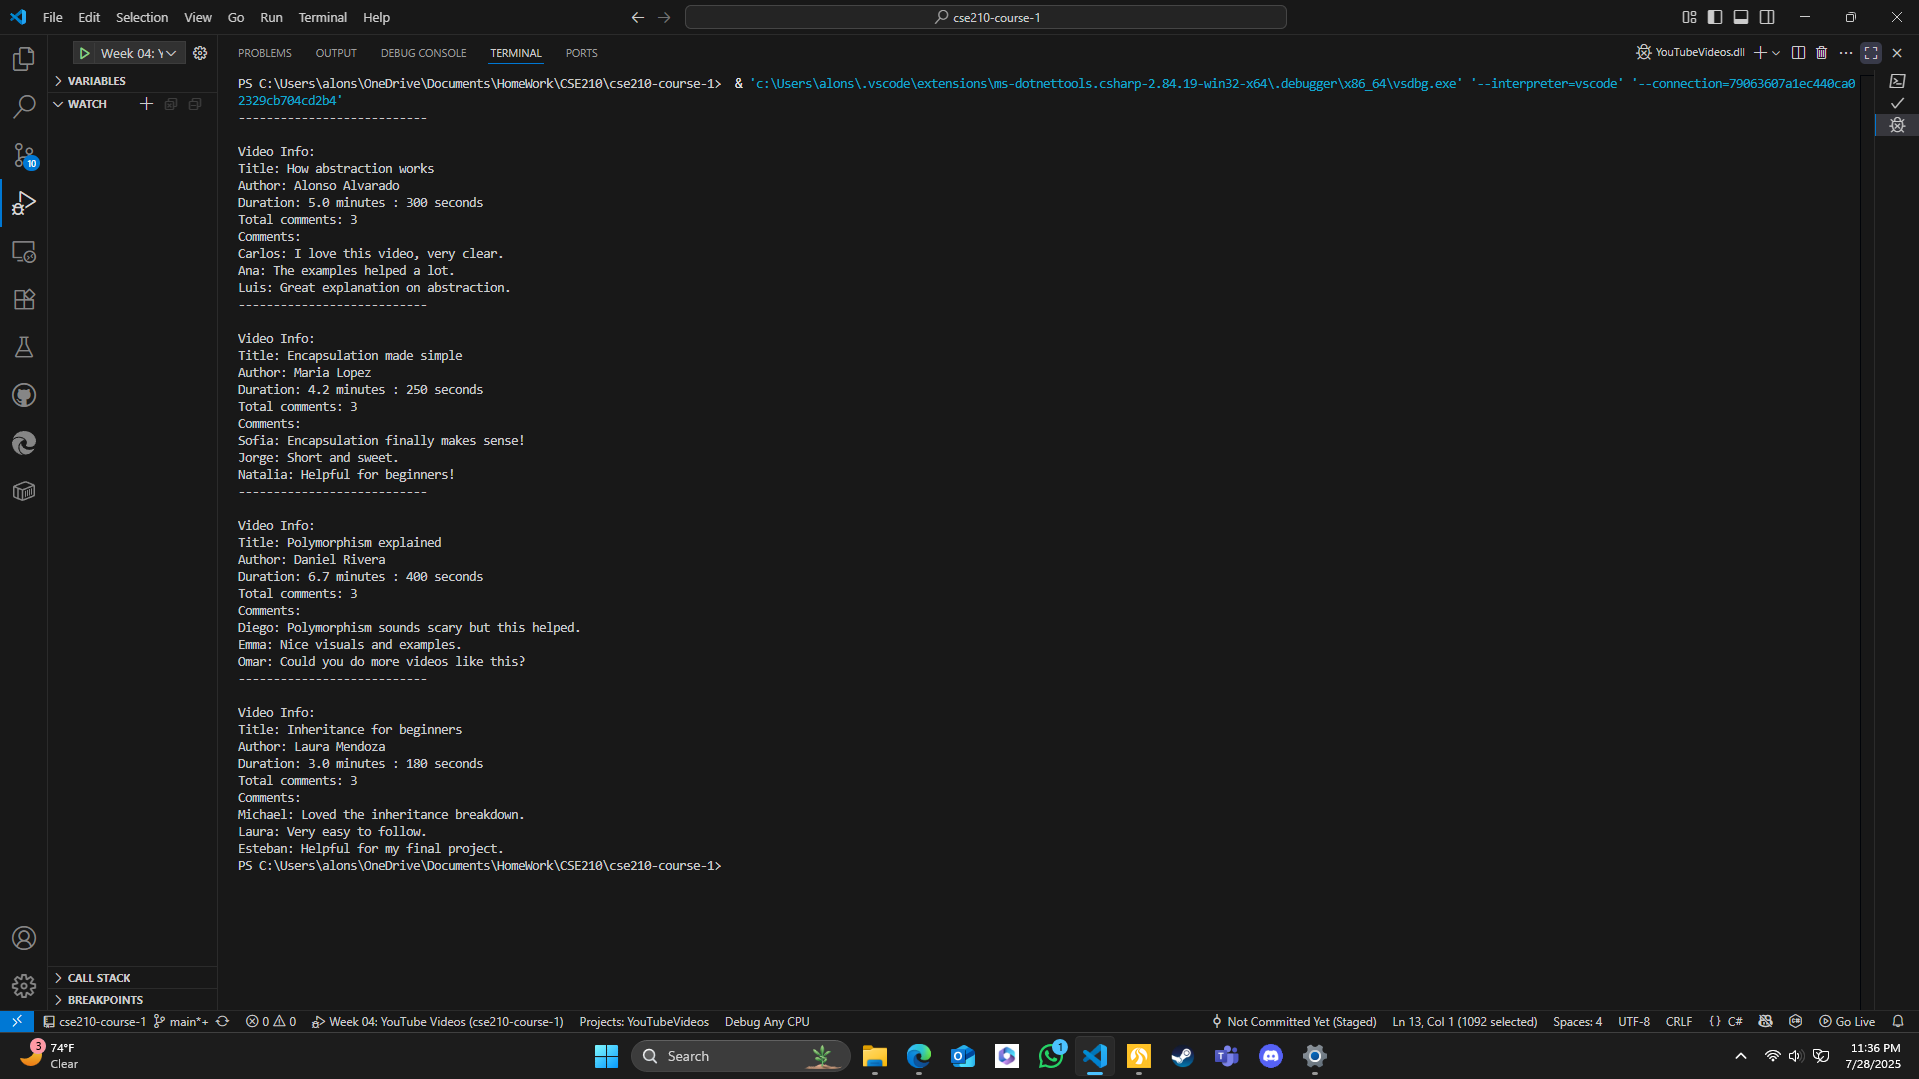 File Edit Selection View Go Run Terminal Help
cse210-course-1
Week 04: Y
PROBLEMS OUTPUT DEBUG CONSOLE TERMINAL PORTS
YouTubeVideos.dll
VARIABLES
WATCH
10
PS C:\Users\alons\OneDrive\Documents\HomeWork\CSE210\cse210-course-1> & 'c:\Users\alons\.vscode\extensions\ms-dotnettools.csharp-2.84.19-win32-x64\.debugger\x86_64\vsdbg.exe' '--interpreter=vscode' '--connection=79063607a1ec440ca0
2329cb704cd2b4'
---------------------------
Video Info:
Title: How abstraction works
Author: Alonso Alvarado
Duration: 5.0 minutes : 300 seconds
Total comments: 3
Comments:
Carlos: I love this video, very clear.
Ana: The examples helped a lot.
Luis: Great explanation on abstraction.
---------------------------
Video Info:
Title: Encapsulation made simple
Author: Maria Lopez
Duration: 4.2 minutes : 250 seconds
Total comments: 3
Comments:
Sofia: Encapsulation finally makes sense!
Jorge: Short and sweet.
Natalia: Helpful for beginners!
---------------------------
Video Info:
Title: Polymorphism explained
Author: Daniel Rivera
Duration: 6.7 minutes : 400 seconds
Total comments: 3
Comments:
Diego: Polymorphism sounds scary but this helped.
Emma: Nice visuals and examples.
Omar: Could you do more videos like this?
---------------------------
Video Info:
Title: Inheritance for beginners
Author: Laura Mendoza
Duration: 3.0 minutes : 180 seconds
Total comments: 3
Comments:
Michael: Loved the inheritance breakdown.
Laura: Very easy to follow.
Esteban: Helpful for my final project.
PS C:\Users\alons\OneDrive\Documents\HomeWork\CSE210\cse210-course-1>
CALL STACK
BREAKPOINTS
cse210-course-1 main*+ 0 0 Week 04: YouTube Videos (cse210-course-1) Projects: YouTubeVideos Debug Any CPU Not Committed Yet (Staged) Ln 13, Col 1 (1092 selected) Spaces: 4 UTF-8 CRLF { } C# Go Live
3 74°F
Clear
Search
1
11:36 PM
7/28/2025